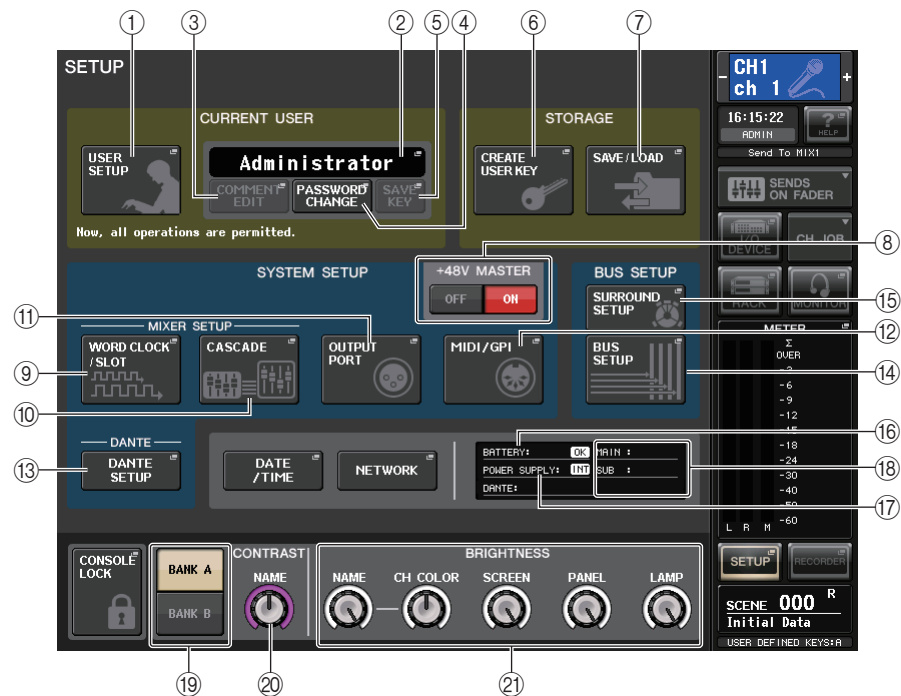 ① ③ ② ⑤ ④ ⑥ ⑦
SETUP
CURRENT USER
STORAGE
USER SETUP
Administrator
COMMENT EDIT
PASSWORD CHANGE
SAVE KEY
Now, all operations are permitted.
CREATE USER KEY
SAVE/LOAD
SYSTEM SETUP
+48V MASTER
OFF ON
BUS SETUP
SURROUND SETUP
BUS SETUP
MIXER SETUP
WORD CLOCK /SLOT
CASCADE
OUTPUT PORT
MIDI/GPI
DANTE
DANTE SETUP
DATE /TIME
NETWORK
BATTERY: OK MAIN :
POWER SUPPLY: INT SUB :
DANTE:
CONSOLE LOCK
BANK A
BANK B
CONTRAST
NAME
BRIGHTNESS
NAME CH COLOR SCREEN PANEL LAMP
- CH1 +
ch 1
16:15:22
ADMIN
? HELP
Send To MIX1
SENDS ON FADER
I/O DEVICE
CH JOB
RACK
MONITOR
METER
Σ
OVER
-3
-6
-9
-12
-15
-18
-24
-30
-40
-50
-60
L R M
SETUP
RECORDER
SCENE 000 R
Initial Data
USER DEFINED KEYS:A
⑧
⑪
⑮
⑫
⑨
⑩
⑭
⑬
⑯
⑱
⑰
⑲ ⑳ ㉑